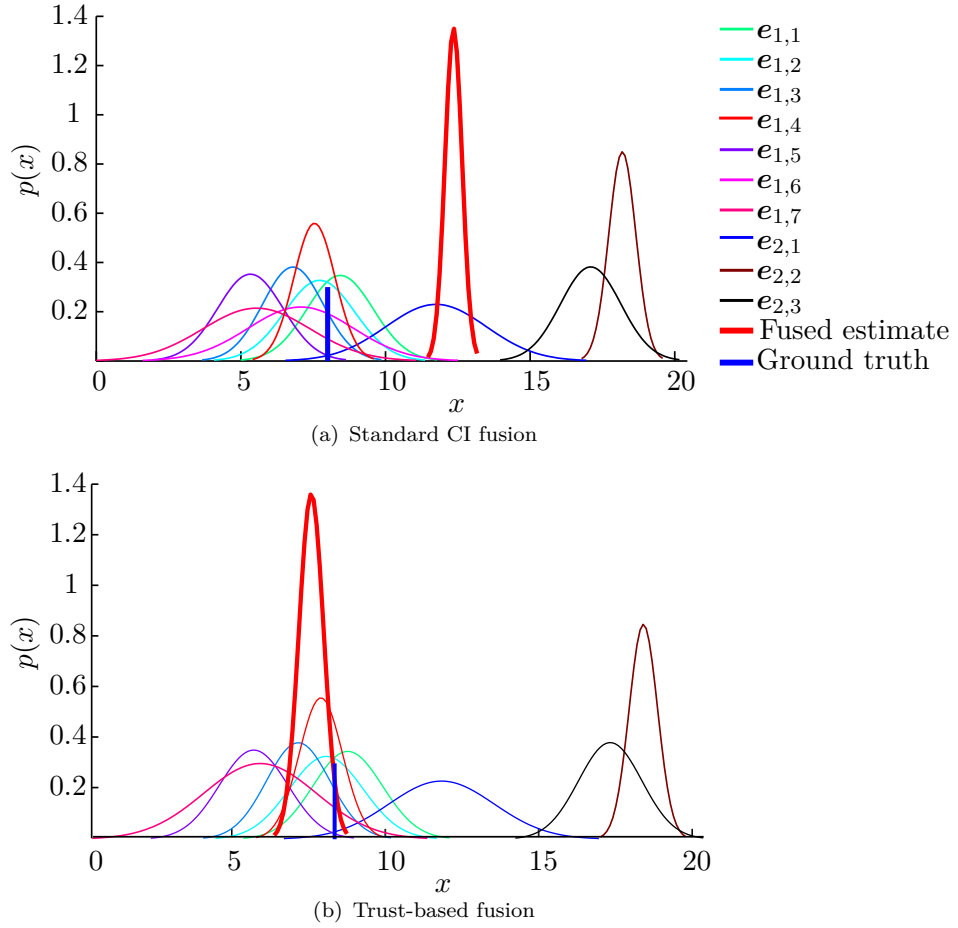 1.4
1.2
1
0.8
0.6
0.4
0.2
p(x)
0 5 10 15 20
x
(a) Standard CI fusion
e1,1
e1,2
e1,3
e1,4
e1,5
e1,6
e1,7
e2,1
e2,2
e2,3
Fused estimate
Ground truth
1.4
1.2
1
0.8
0.6
0.4
0.2
p(x)
0 5 10 15 20
x
(b) Trust-based fusion